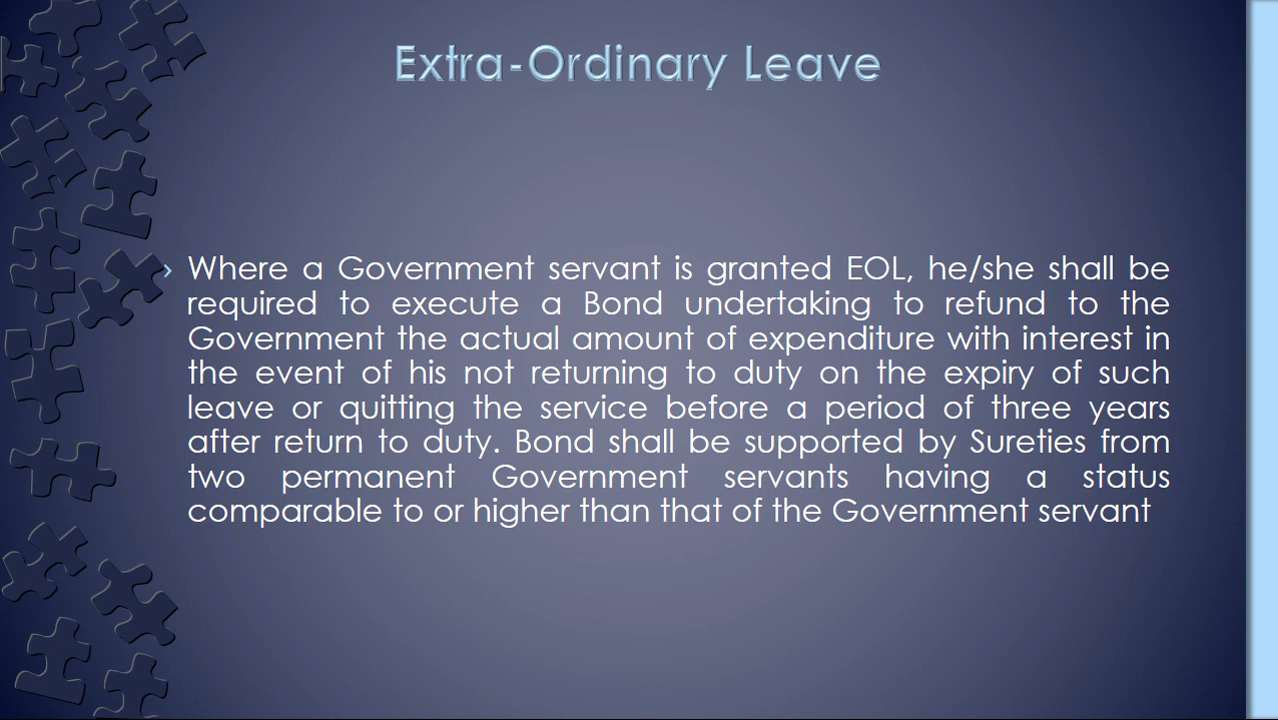 Extra-Ordinary Leave
› Where a Government servant is granted EOL, he/she shall be
required to execute a Bond undertaking to refund to the
Government the actual amount of expenditure with interest in
the event of his not returning to duty on the expiry of such
leave or quitting the service before a period of three years
after return to duty. Bond shall be supported by Sureties from
two permanent Government servants having a status
comparable to or higher than that of the Government servant